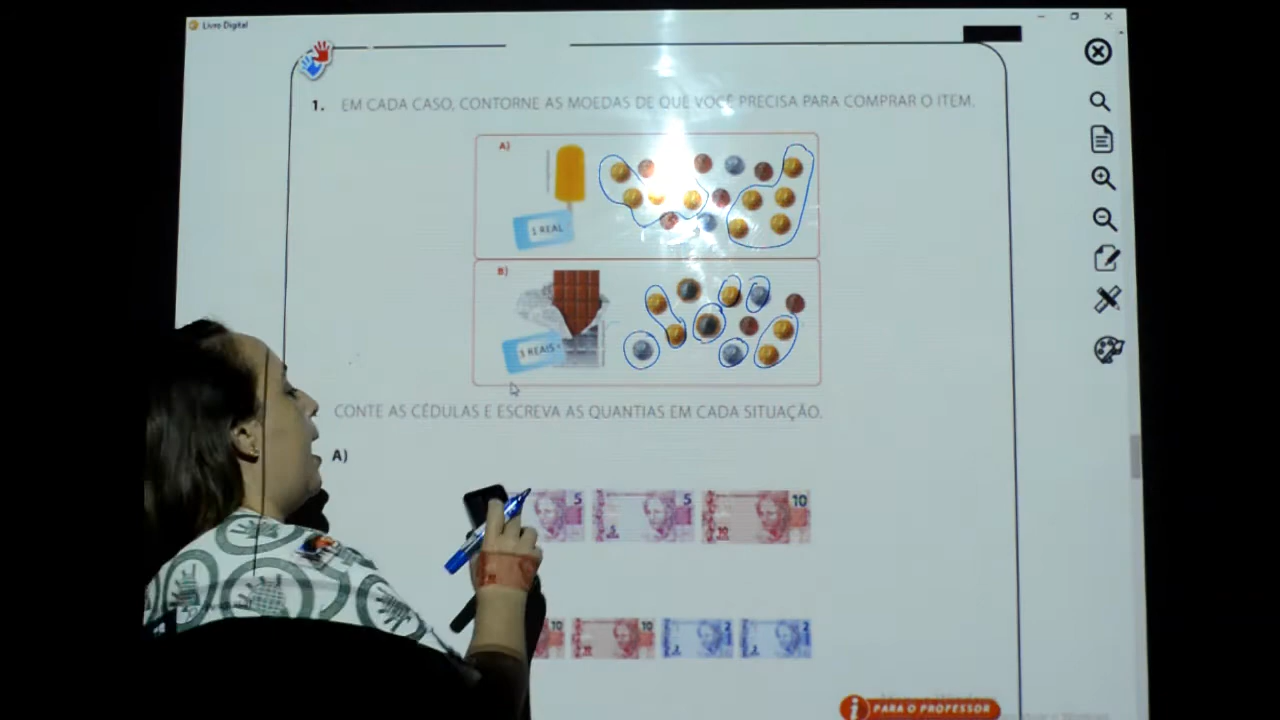 Livro Digital
1. EM CADA CASO, CONTORNE AS MOEDAS DE QUE VOCÊ PRECISA PARA COMPRAR O ITEM.
A)
1 REAL
B)
3 REAIS
CONTE AS CÉDULAS E ESCREVA AS QUANTIAS EM CADA SITUAÇÃO.
A)
5 5 10
5 10
10 10 2 2
PARA O PROFESSOR